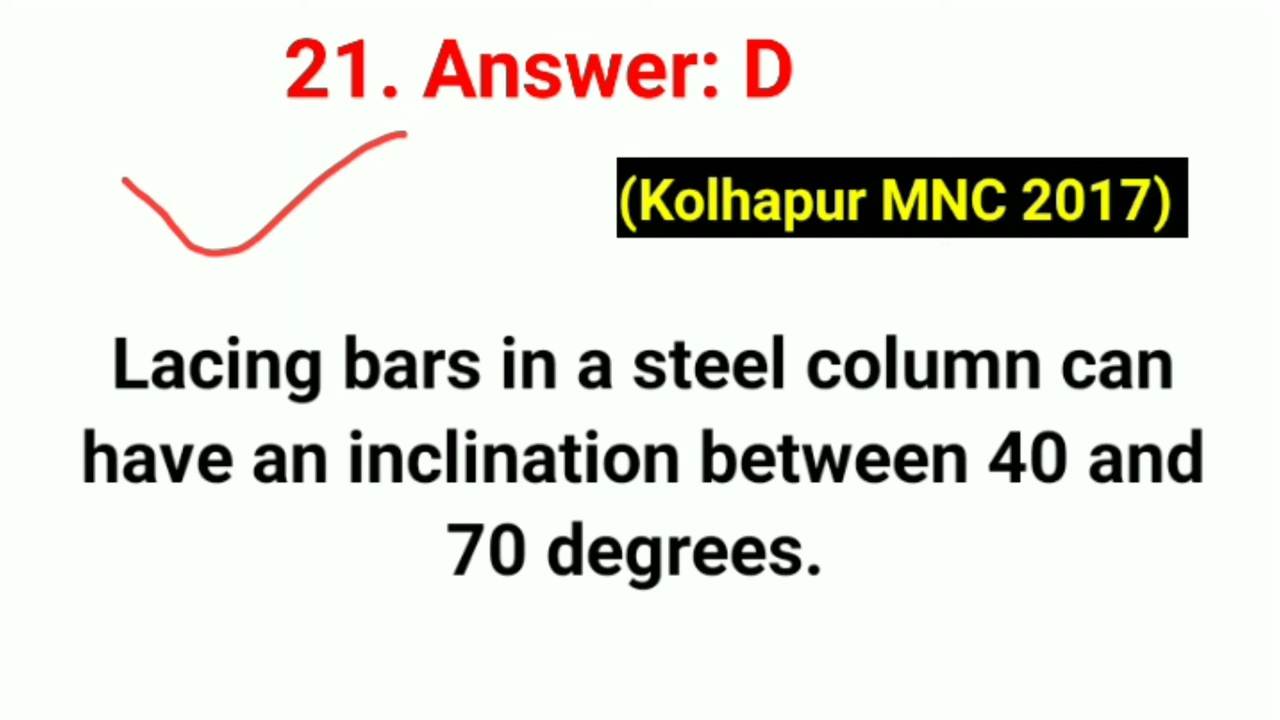 21. Answer: D
(Kolhapur MNC 2017)
Lacing bars in a steel column can
have an inclination between 40 and
70 degrees.